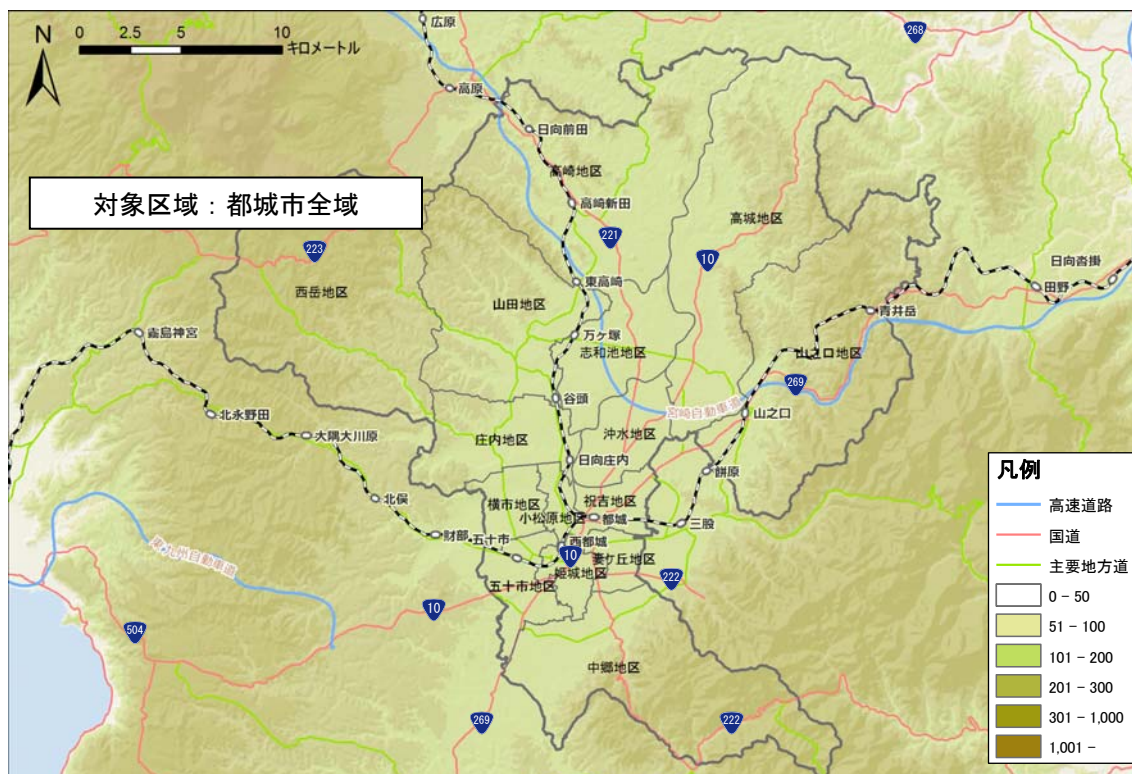 N
0 2.5 5 10
キロメートル
広原
268
高原
日向前田
高崎地区
対象区域：都城市全域
高崎新田
高城地区
221
223
10
日向沓掛
西岳地区
東高崎
田野
山田地区
青井岳
霧島神宮
万ヶ塚
志和池地区
山之口地区
269
谷頭
宮崎自動車道
山之口
北永野田
大隅大川原
庄内地区
沖水地区
日向庄内
餅原
北俣
横市地区
祝吉地区
小松原地区
都城
三股
財部
五十市
西都城
東九州自動車道
10
妻ケ丘地区
姫城地区
五十市地区
222
10
504
中郷地区
269
222
凡例
高速道路
国道
主要地方道
0 - 50
51 - 100
101 - 200
201 - 300
301 - 1,000
1,001 -